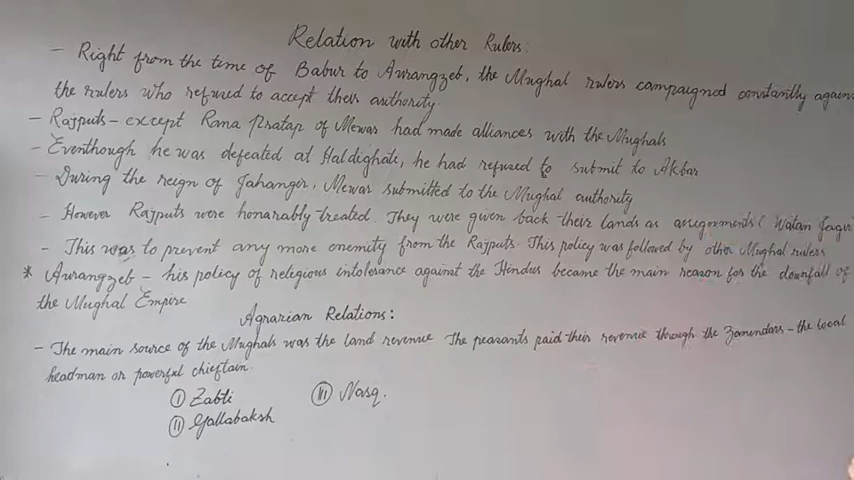 Relation with other Rulers:
- Right from the time of Babur to Aurangzeb, the Mughal rulers campaigned constantly against
the rulers who refused to accept their authority.
- Rajputs - except Rana Pratap of Mewar had made alliances with the Mughals
- Eventhough he was defeated at Haldighati, he had refused to submit to Akbar
- During the reign of Jahangir, Mewar submitted to the Mughal authority
- However Rajputs were honarably treated. They were given back their lands as assignments (Watan Jagir
- This was to prevent any more enemity from the Rajputs. This policy was followed by other Mughal rulers
* Aurangzeb - his policy of religious intolerance against the Hindus became the main reason for the downfall of
the Mughal Empire
Agrarian Relations:
- The main source of the Mughals was the land revenue The peasants paid their revenue through the Zamindars - the local
headman or powerful chieftain.
(I) Zabti (VI) Nasq.
(II) Gallabaksh